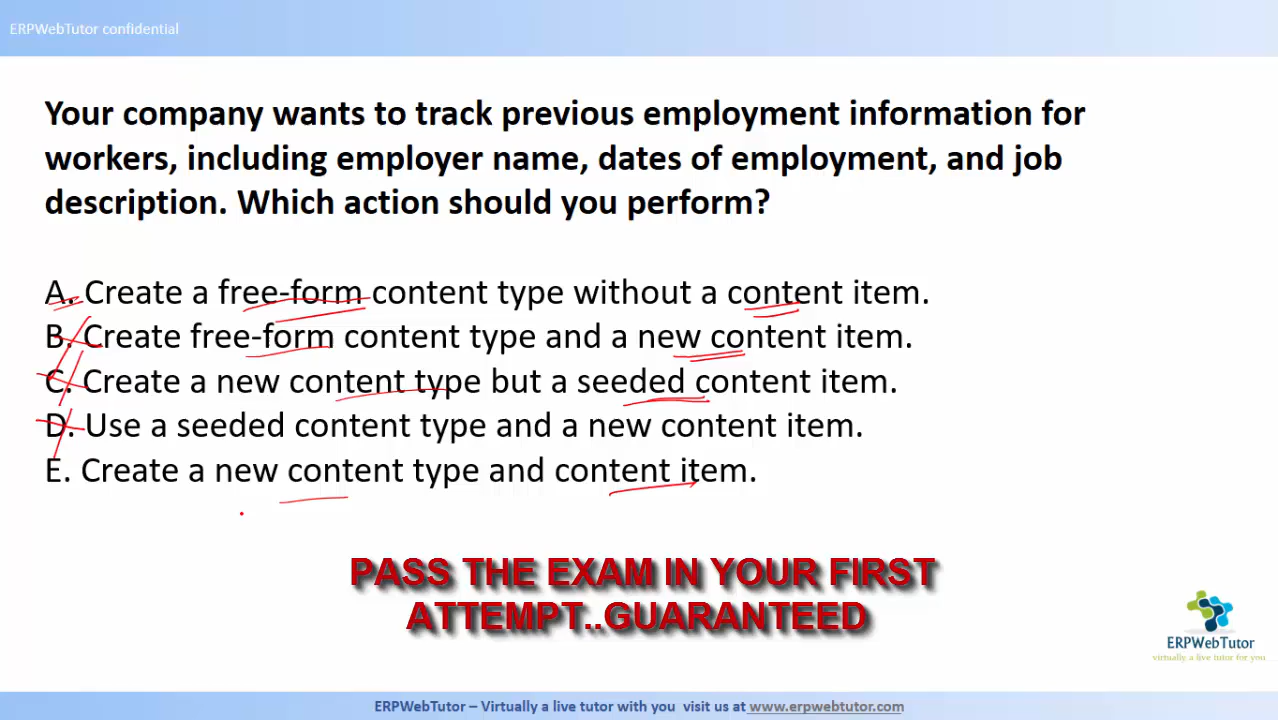 ERPWebTutor confidential
Your company wants to track previous employment information for
workers, including employer name, dates of employment, and job
description. Which action should you perform?
A. Create a free-form content type without a content item.
B. Create free-form content type and a new content item.
C. Create a new content type but a seeded content item.
D. Use a seeded content type and a new content item.
E. Create a new content type and content item.
PASS THE EXAM IN YOUR FIRST
ATTEMPT..GUARANTEED
ERPWebTutor
virtually a live tutor for you
ERPWebTutor – Virtually a live tutor with you visit us at www.erpwebtutor.com